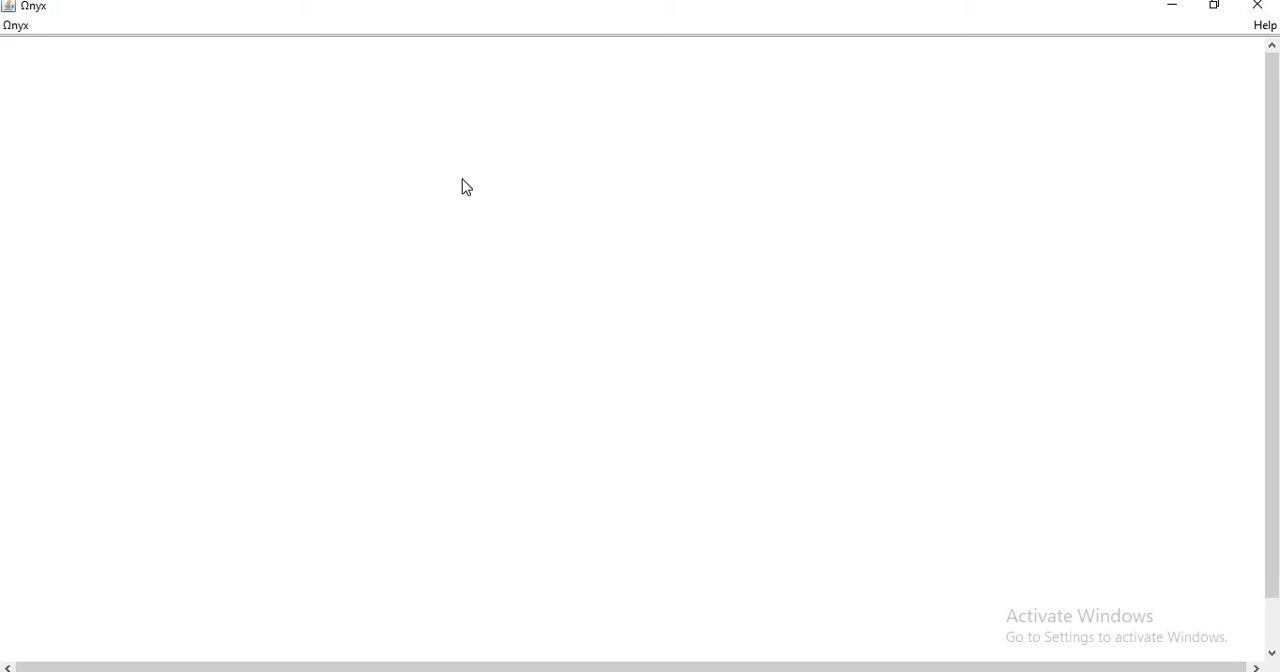 Ωnyx
Ωnyx Help
Activate Windows
Go to Settings to activate Windows.